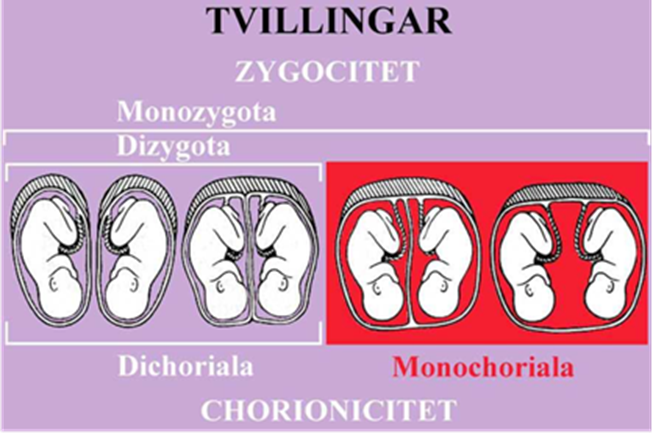 TVILLINGAR
ZYGOCITET
Monozygota
Dizygota
Dichoriala
Monochoriala
CHORIONICITET